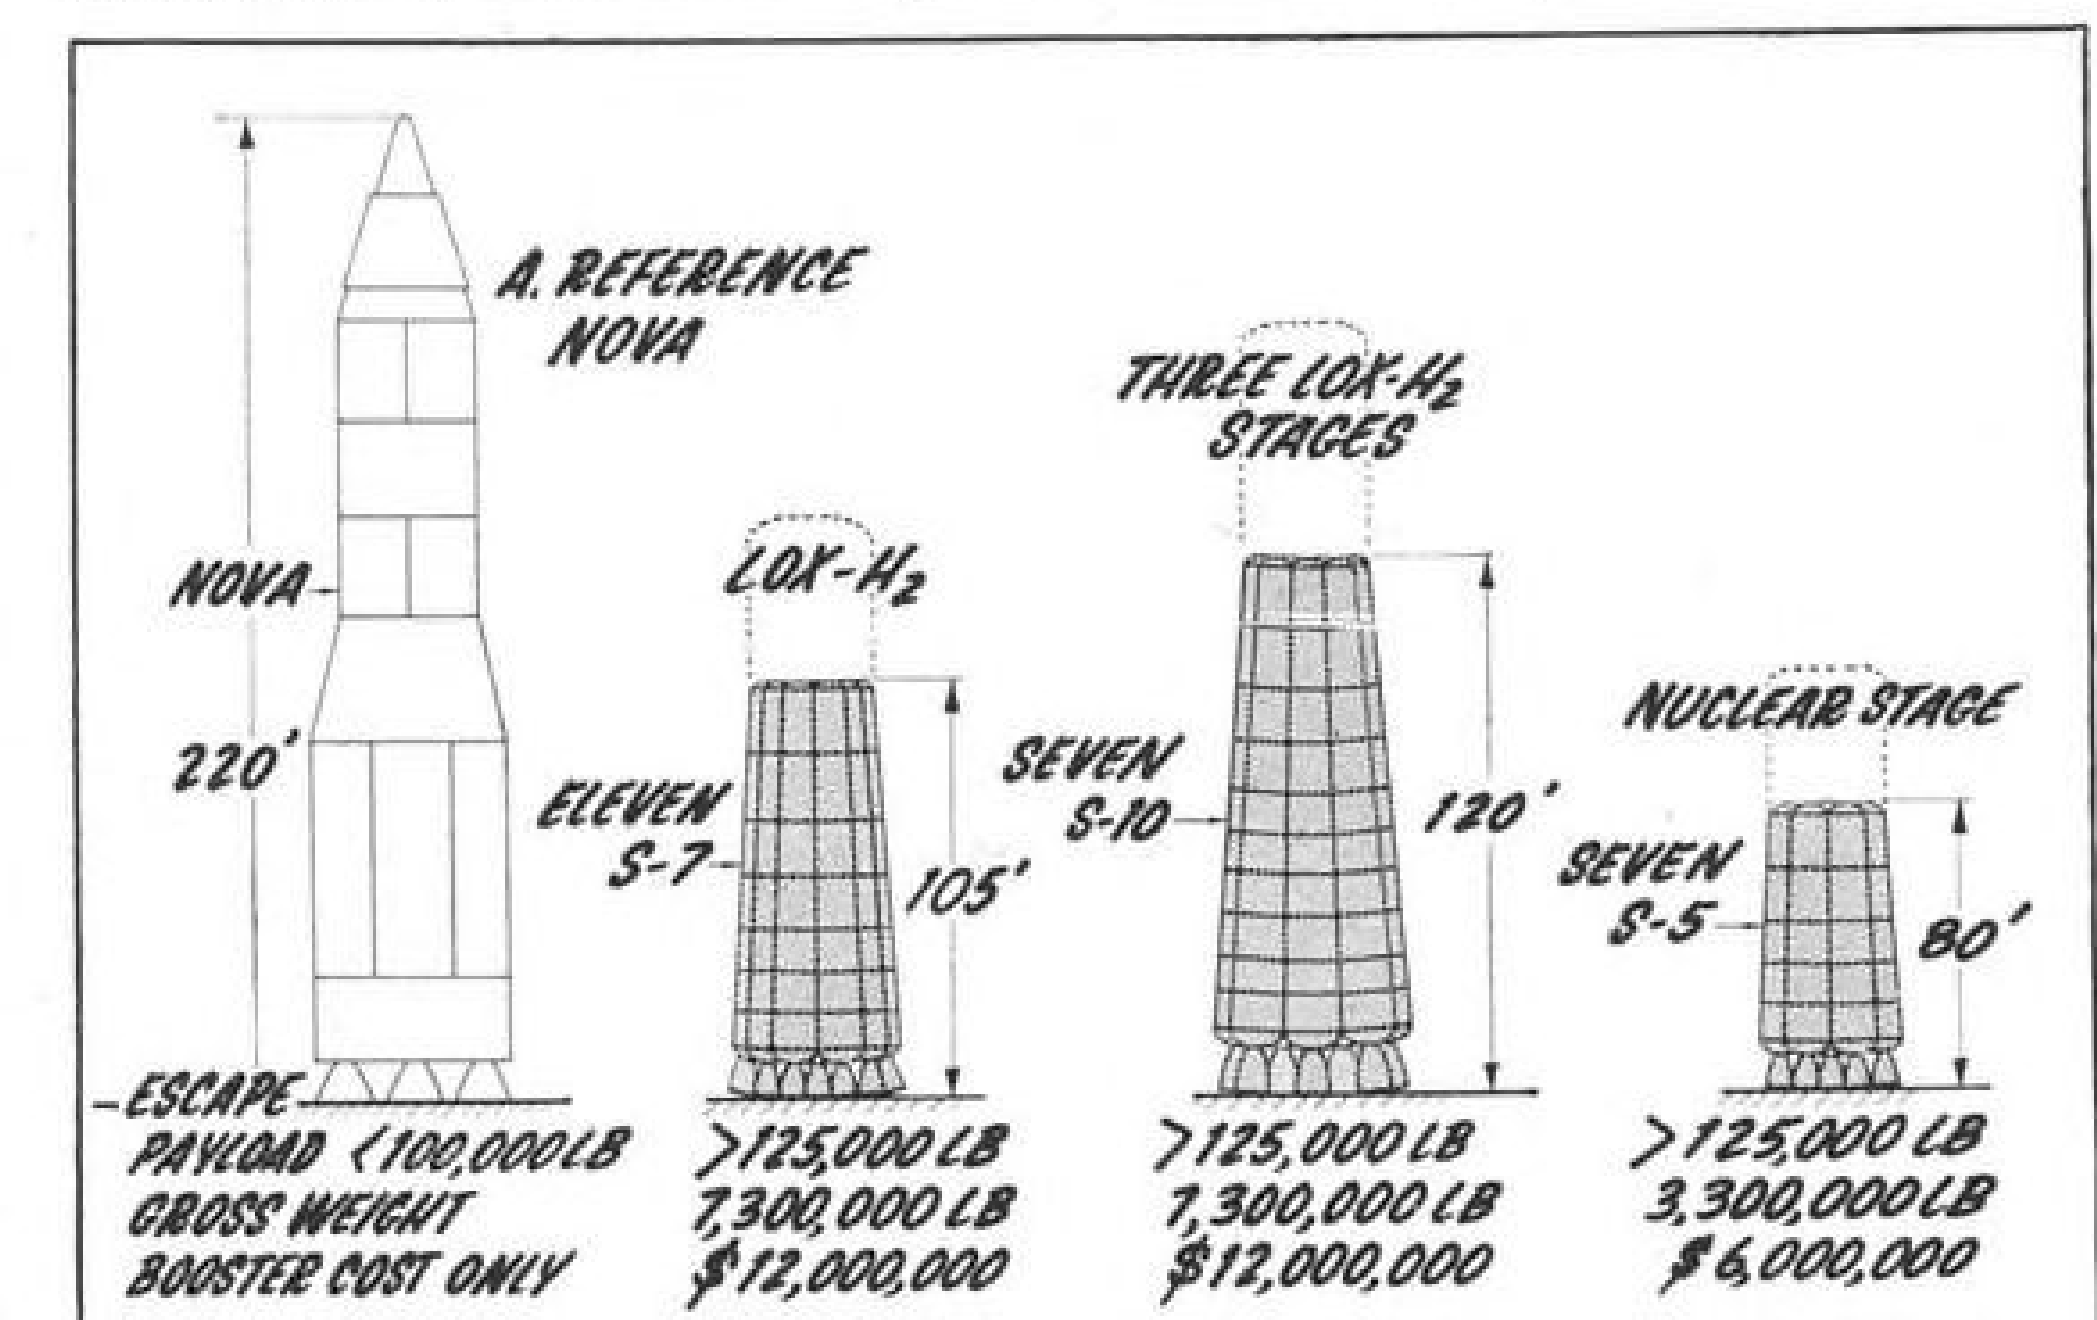 A. REFERENCE
NOVA
NOVA
220'
LOX-H₂
ELEVEN
S-7
105'
THREE LOX-H₂
STAGES
SEVEN
S-10
120'
NUCLEAR STAGE
SEVEN
S-5
80'
ESCAPE
PAYLOAD <100,000 LB >125,000 LB >125,000 LB >125,000 LB
GROSS WEIGHT 7,300,000 LB 7,300,000 LB 3,300,000 LB
BOOSTER COST ONLY $12,000,000 $12,000,000 $6,000,000